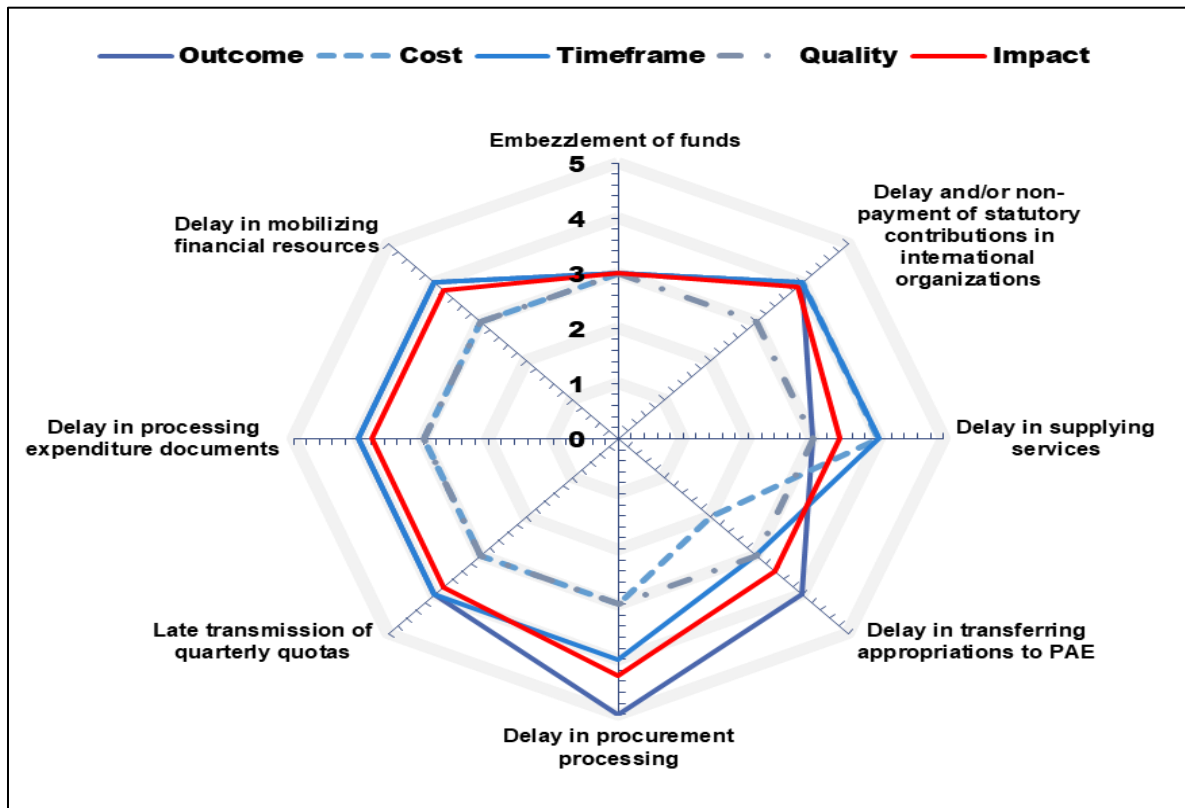 Outcome Cost Timeframe Quality Impact
Embezzlement of funds
5
4
3
2
1
0
Delay and/or non-
payment of statutory
contributions in
international
organizations
Delay in supplying
services
Delay in transferring
appropriations to PAE
Delay in procurement
processing
Late transmission of
quarterly quotas
Delay in processing
expenditure documents
Delay in mobilizing
financial resources